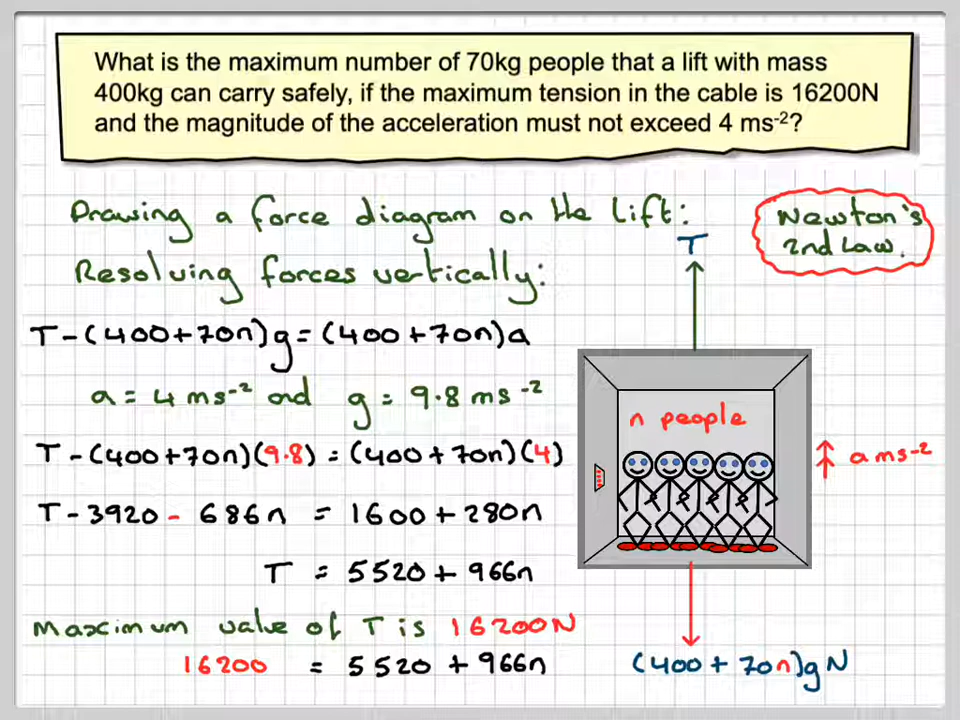 What is the maximum number of 70kg people that a lift with mass
400kg can carry safely, if the maximum tension in the cable is 16200N
and the magnitude of the acceleration must not exceed 4 ms⁻²?
Drawing a force diagram on the lift:
Resolving forces vertically:
T-(400+70n)g=(400+70n)a
a = 4 ms⁻² and g = 9.8 ms⁻²
T-(400+70n)(9.8)=(400+70n)(4)
T-3920 - 686n = 1600+280n
T = 5520+966n
Maximum value of T is 16200N
16200 = 5520 +966n
Newton's
2nd Law.
T
n people
a ms⁻²
(400 + 70n)g N